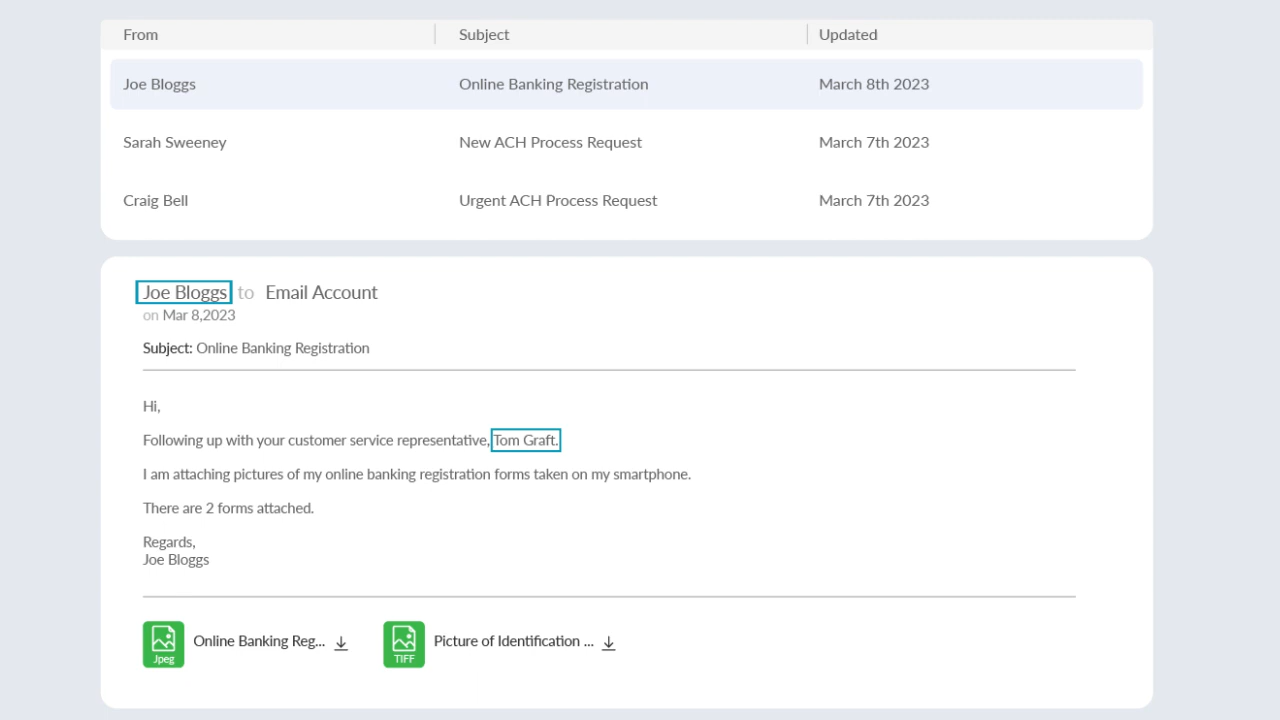 From Subject Updated
Joe Bloggs Online Banking Registration March 8th 2023
Sarah Sweeney New ACH Process Request March 7th 2023
Craig Bell Urgent ACH Process Request March 7th 2023
Joe Bloggs to Email Account
on Mar 8,2023
Subject: Online Banking Registration
Hi,
Following up with your customer service representative, Tom Graft.
I am attaching pictures of my online banking registration forms taken on my smartphone.
There are 2 forms attached.
Regards,
Joe Bloggs
Online Banking Reg... Picture of Identification ...
Jpeg TIFF